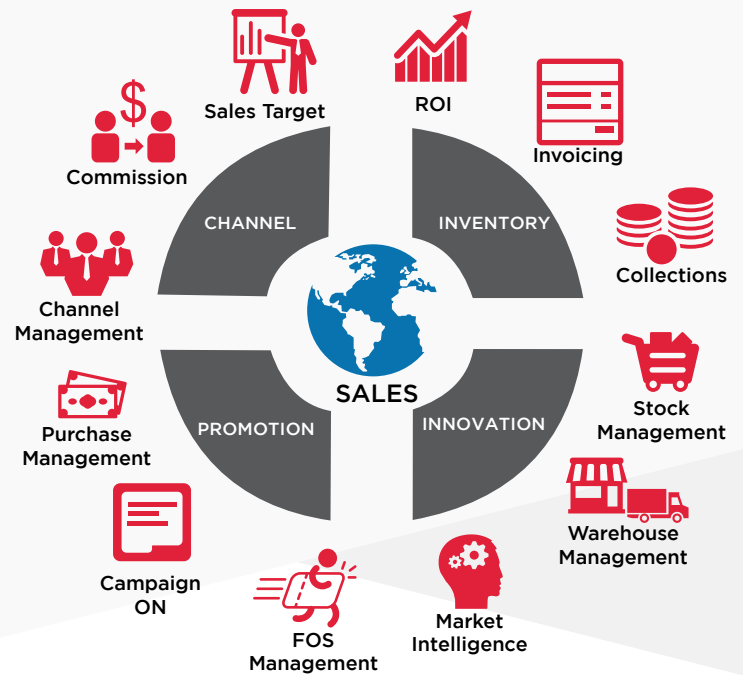 Sales Target
ROI
Invoicing
Commission
$
CHANNEL
INVENTORY
Collections
Channel
Management
SALES
Stock
Management
Purchase
Management
PROMOTION
INNOVATION
Warehouse
Management
Campaign
ON
FOS
Management
Market
Intelligence